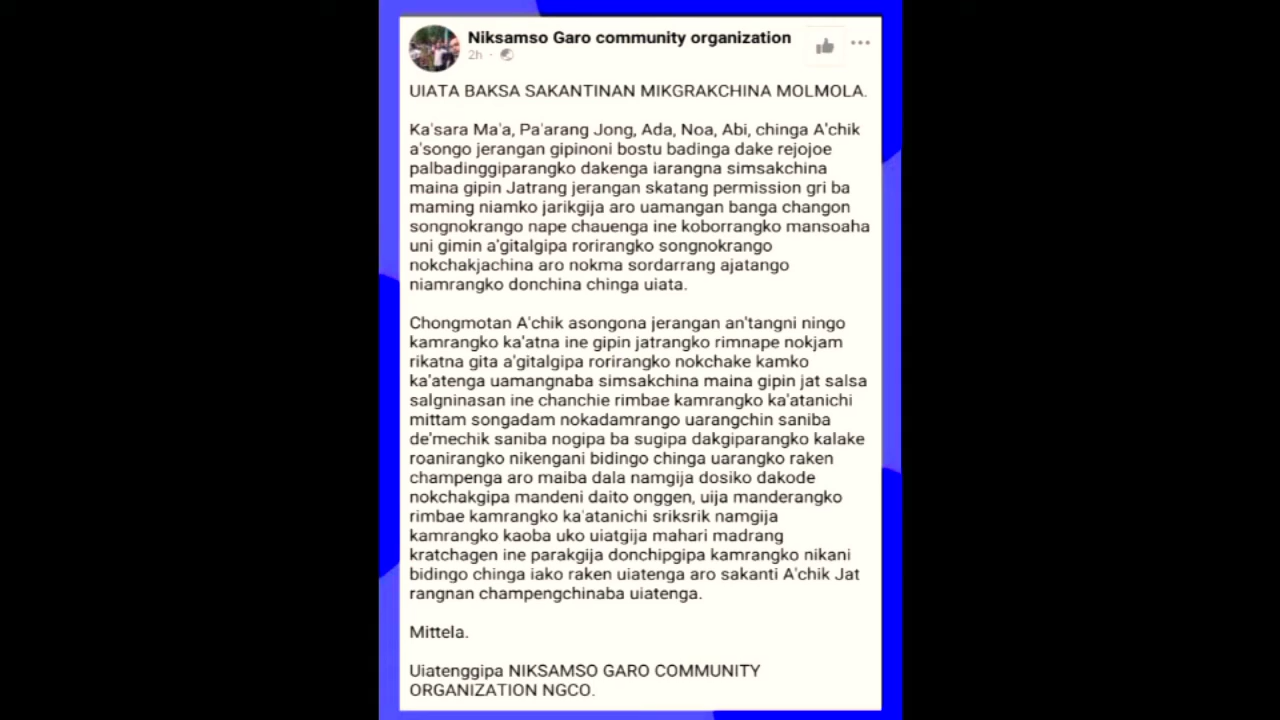 Niksamso Garo community organization
2h ·
UIATA BAKSA SAKANTINAN MIKGRAKCHINA MOLMOLA.
Ka'sara Ma'a, Pa'arang Jong, Ada, Noa, Abi, chinga A'chik
a'songo jerangan gipinoni bostu badinga dake rejojoe
palbadinggiparangko dakenga iarangna simsakchina
maina gipin Jatrang jerangan skatang permission gri ba
maming niamko jarikgija aro uamangan banga changon
songnokrango nape chauenga ine koborrangko mansoaha
uni gimin a'gitalgipa rorirangko songnokrango
nokchakjachina aro nokma sordarrang ajatango
niamrangko donchina chinga uiata.
Chongmotan A'chik asongona jerangan an'tangni ningo
kamrangko ka'atna ine gipin jatrangko rimnape nokjam
rikatna gita a'gitalgipa rorirangko nokchake kamko
ka'atenga uamangnaba simsakchina maina gipin jat salsa
salgninasan ine chanchie rimbae kamrangko ka'atanichi
mittam songadam nokadamrango uarangchin saniba
de'mechik saniba nogipa ba sugipa dakgiparangko kalake
roanirangko nikengani bidingo chinga uarangko raken
champenga aro maiba dala namgija dosiko dakode
nokchakgipa mandeni daito onggen, uija manderangko
rimbae kamrangko ka'atanichi sriksrik namgija
kamrangko kaoba uko uiatgija mahari madrang
kratchagen ine parakgija donchipgipa kamrangko nikani
bidingo chinga iako raken uiatenga aro sakanti A'chik Jat
rangnan champengchinaba uiatenga.
Mittela.
Uiatenggipa NIKSAMSO GARO COMMUNITY
ORGANIZATION NGCO.